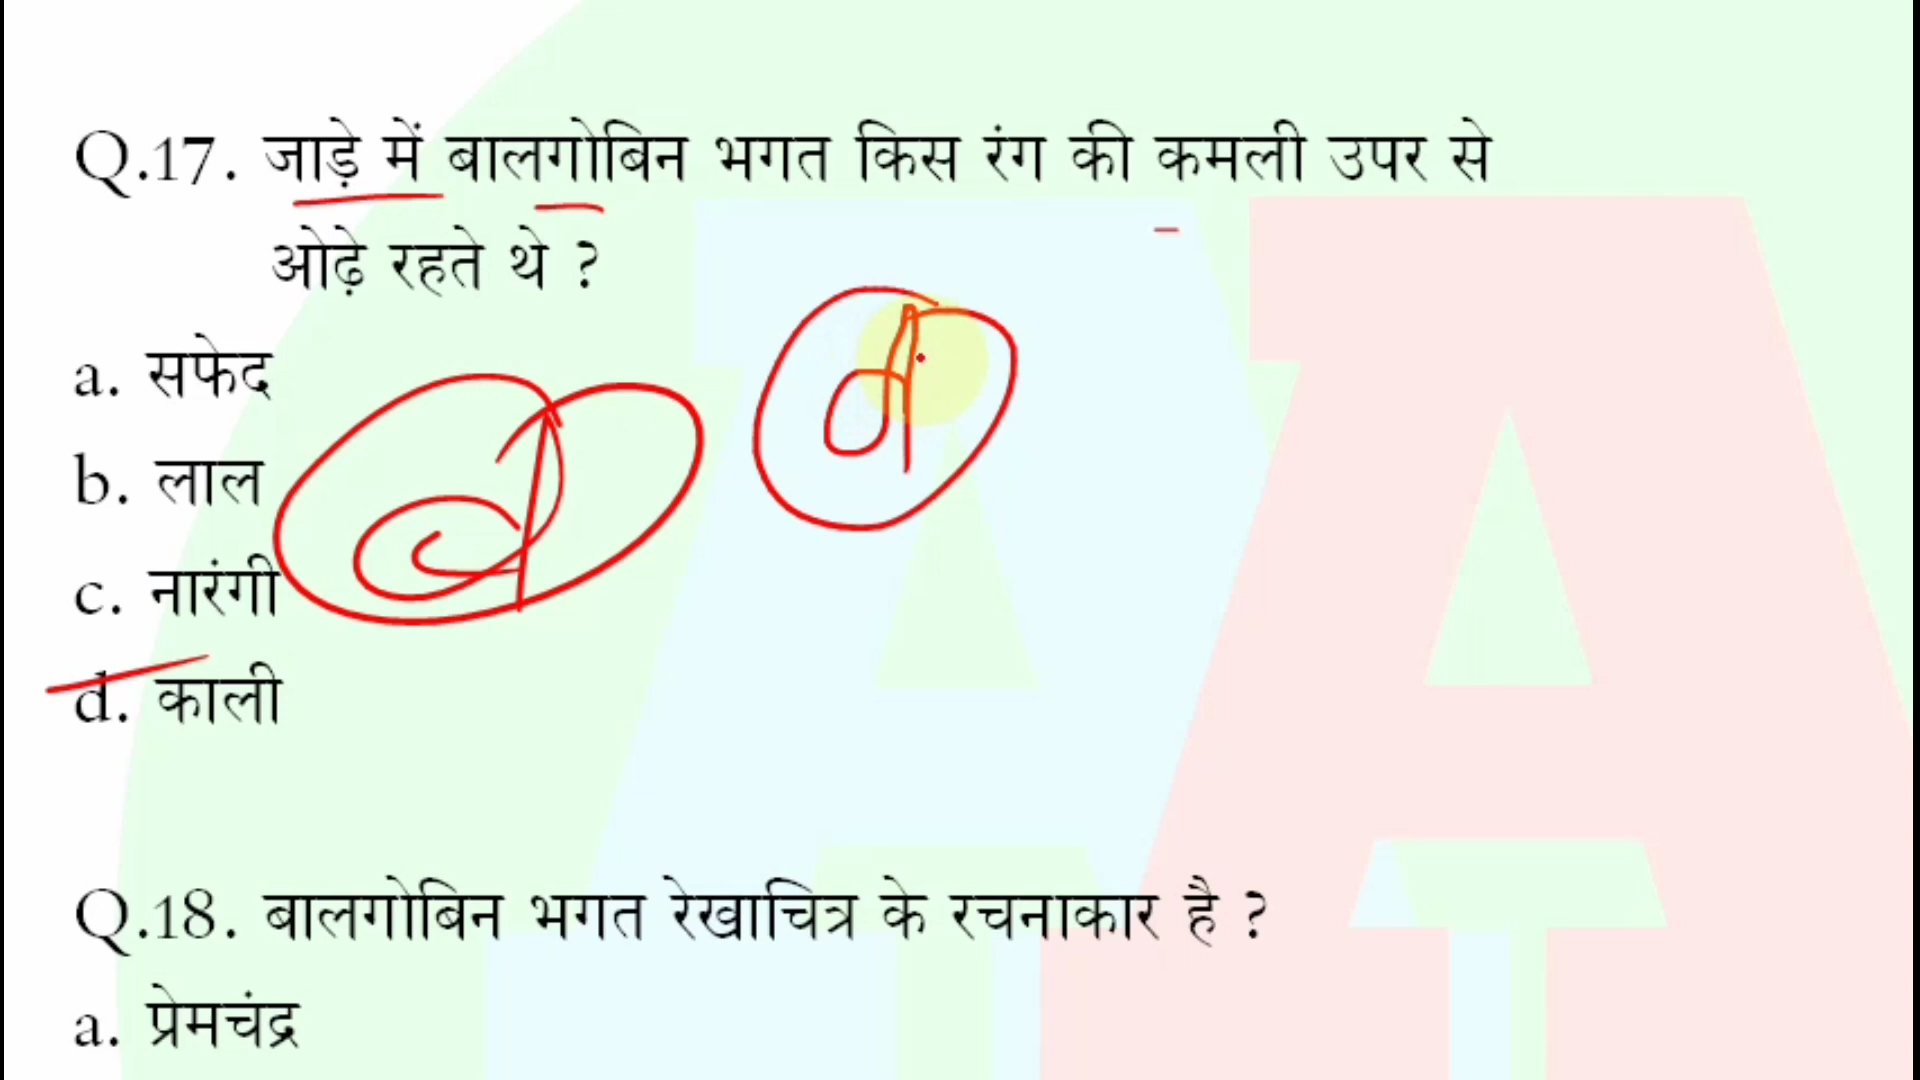 Q.17. जाड़े में बालगोबिन भगत किस रंग की कमली उपर से
ओढ़े रहते थे ?
a. सफेद
b. लाल
c. नारंगी
d. काली
d
d
Q.18. बालगोबिन भगत रेखाचित्र के रचनाकार है ?
a. प्रेमचंद्र